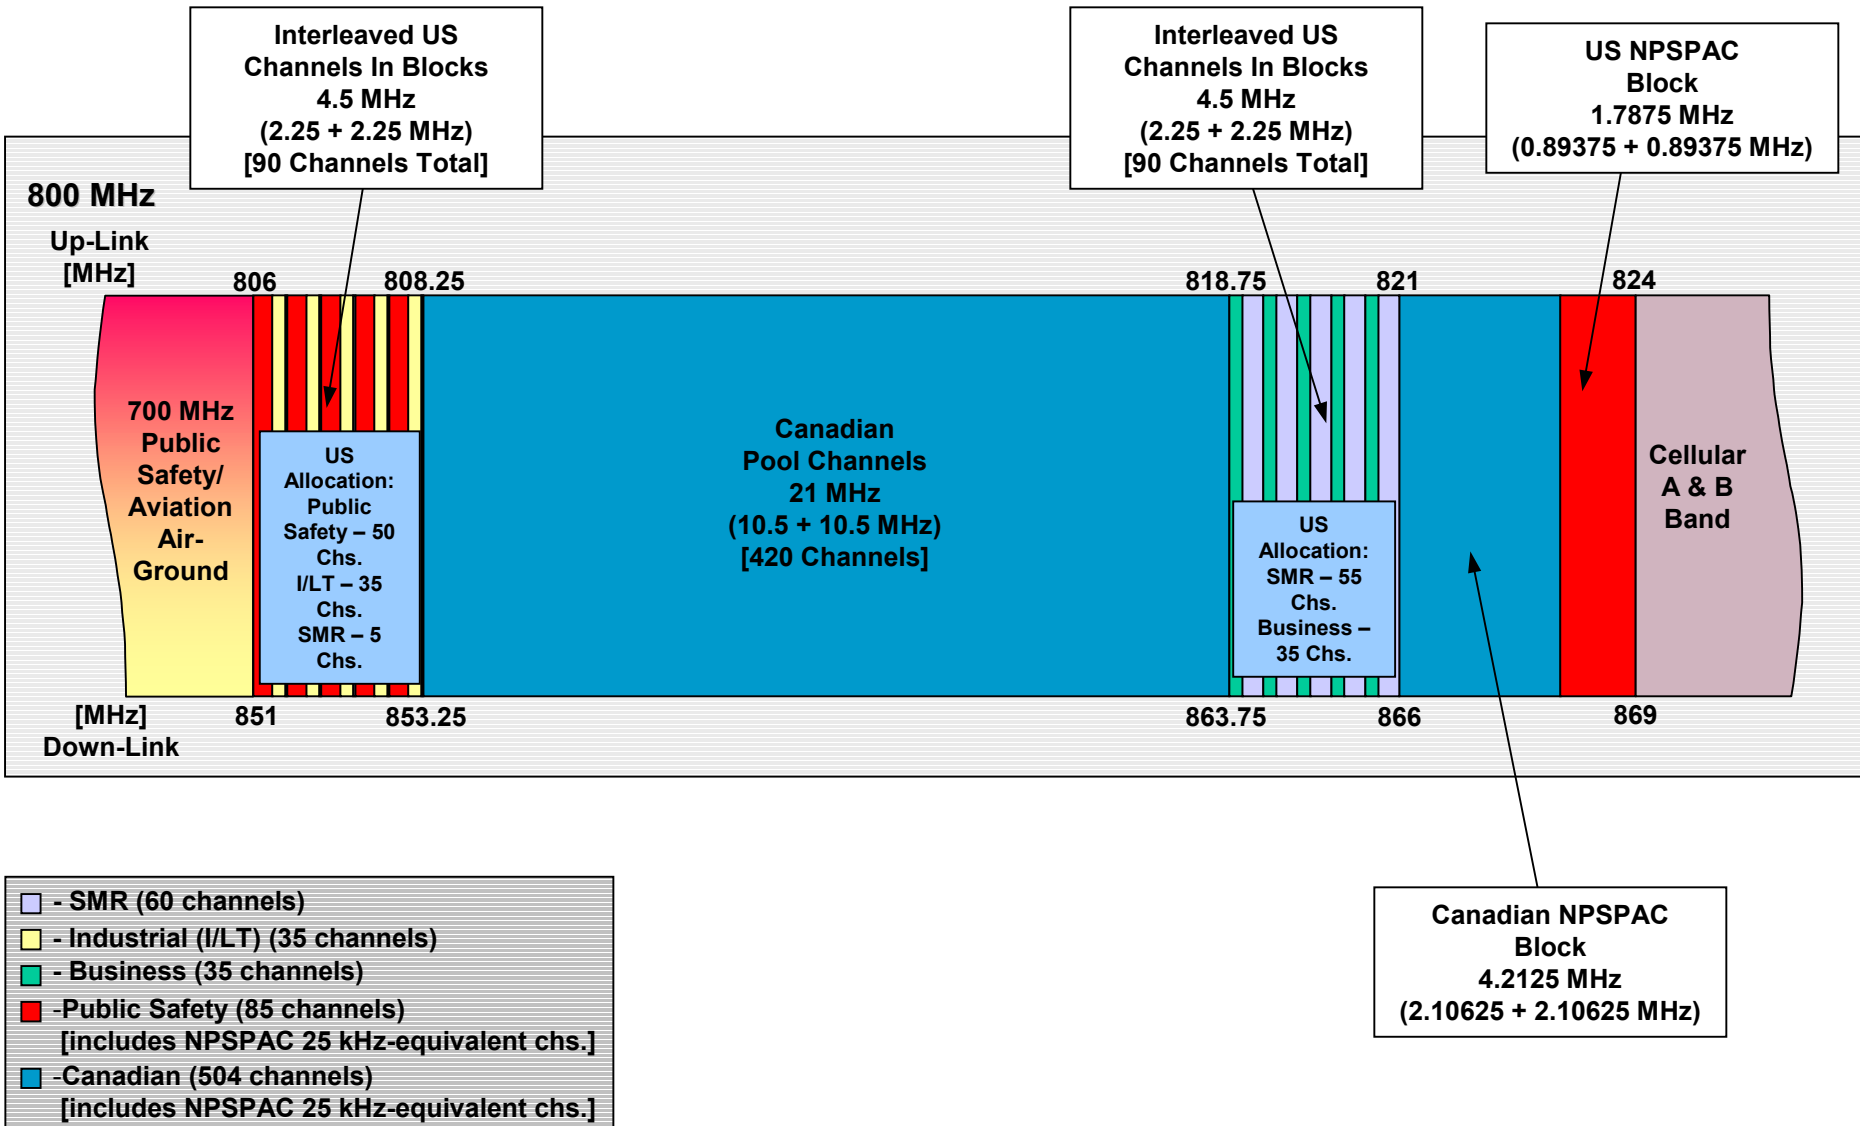 Interleaved US
Channels In Blocks
4.5 MHz
(2.25 + 2.25 MHz)
[90 Channels Total]
Interleaved US
Channels In Blocks
4.5 MHz
(2.25 + 2.25 MHz)
[90 Channels Total]
US NPSPAC
Block
1.7875 MHz
(0.89375 + 0.89375 MHz)
800 MHz
Up-Link
[MHz]
806
808.25
818.75
821
824
700 MHz
Public
Safety/
Aviation
Air-
Ground
US
Allocation:
Public
Safety – 50
Chs.
I/LT – 35
Chs.
SMR – 5
Chs.
Canadian
Pool Channels
21 MHz
(10.5 + 10.5 MHz)
[420 Channels]
US
Allocation:
SMR – 55
Chs.
Business –
35 Chs.
Cellular
A & B
Band
[MHz]
Down-Link
851
853.25
863.75
866
869
Canadian NPSPAC
Block
4.2125 MHz
(2.10625 + 2.10625 MHz)
- SMR (60 channels)
- Industrial (I/LT) (35 channels)
- Business (35 channels)
-Public Safety (85 channels)
[includes NPSPAC 25 kHz-equivalent chs.]
-Canadian (504 channels)
[includes NPSPAC 25 kHz-equivalent chs.]